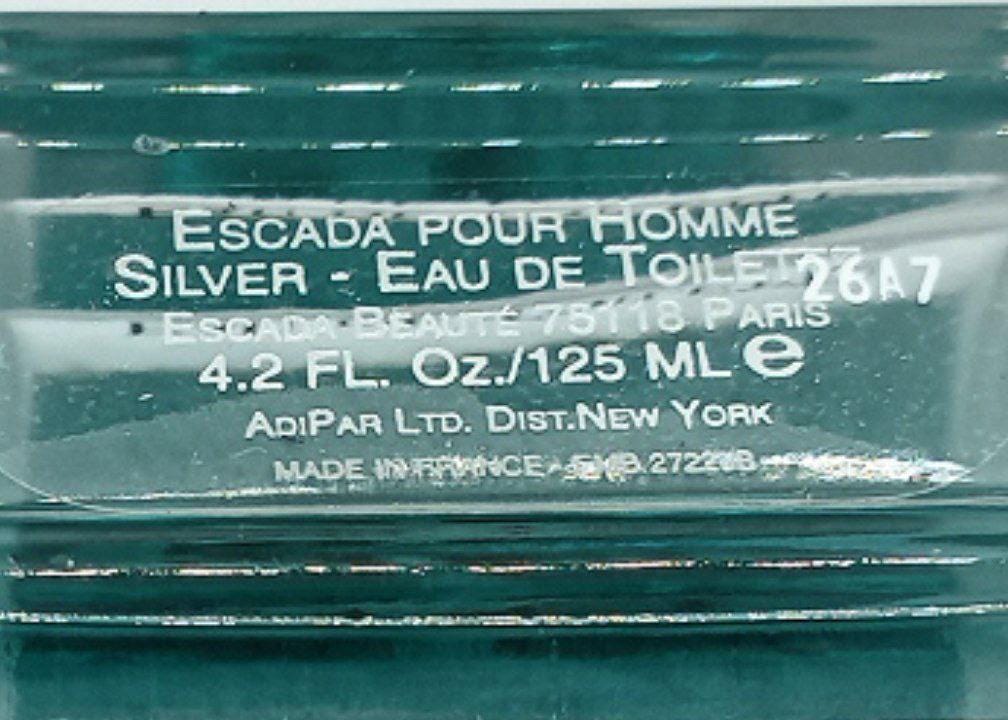 ESCADA POUR HOMME
SILVER - EAU DE TOILETTE 26A7
ESCADA BEAUTÉ 75118 PARIS
4.2 FL. OZ./125 ML e
ADIPAR LTD. DIST.NEW YORK
MADE IN FRANCE - EMB